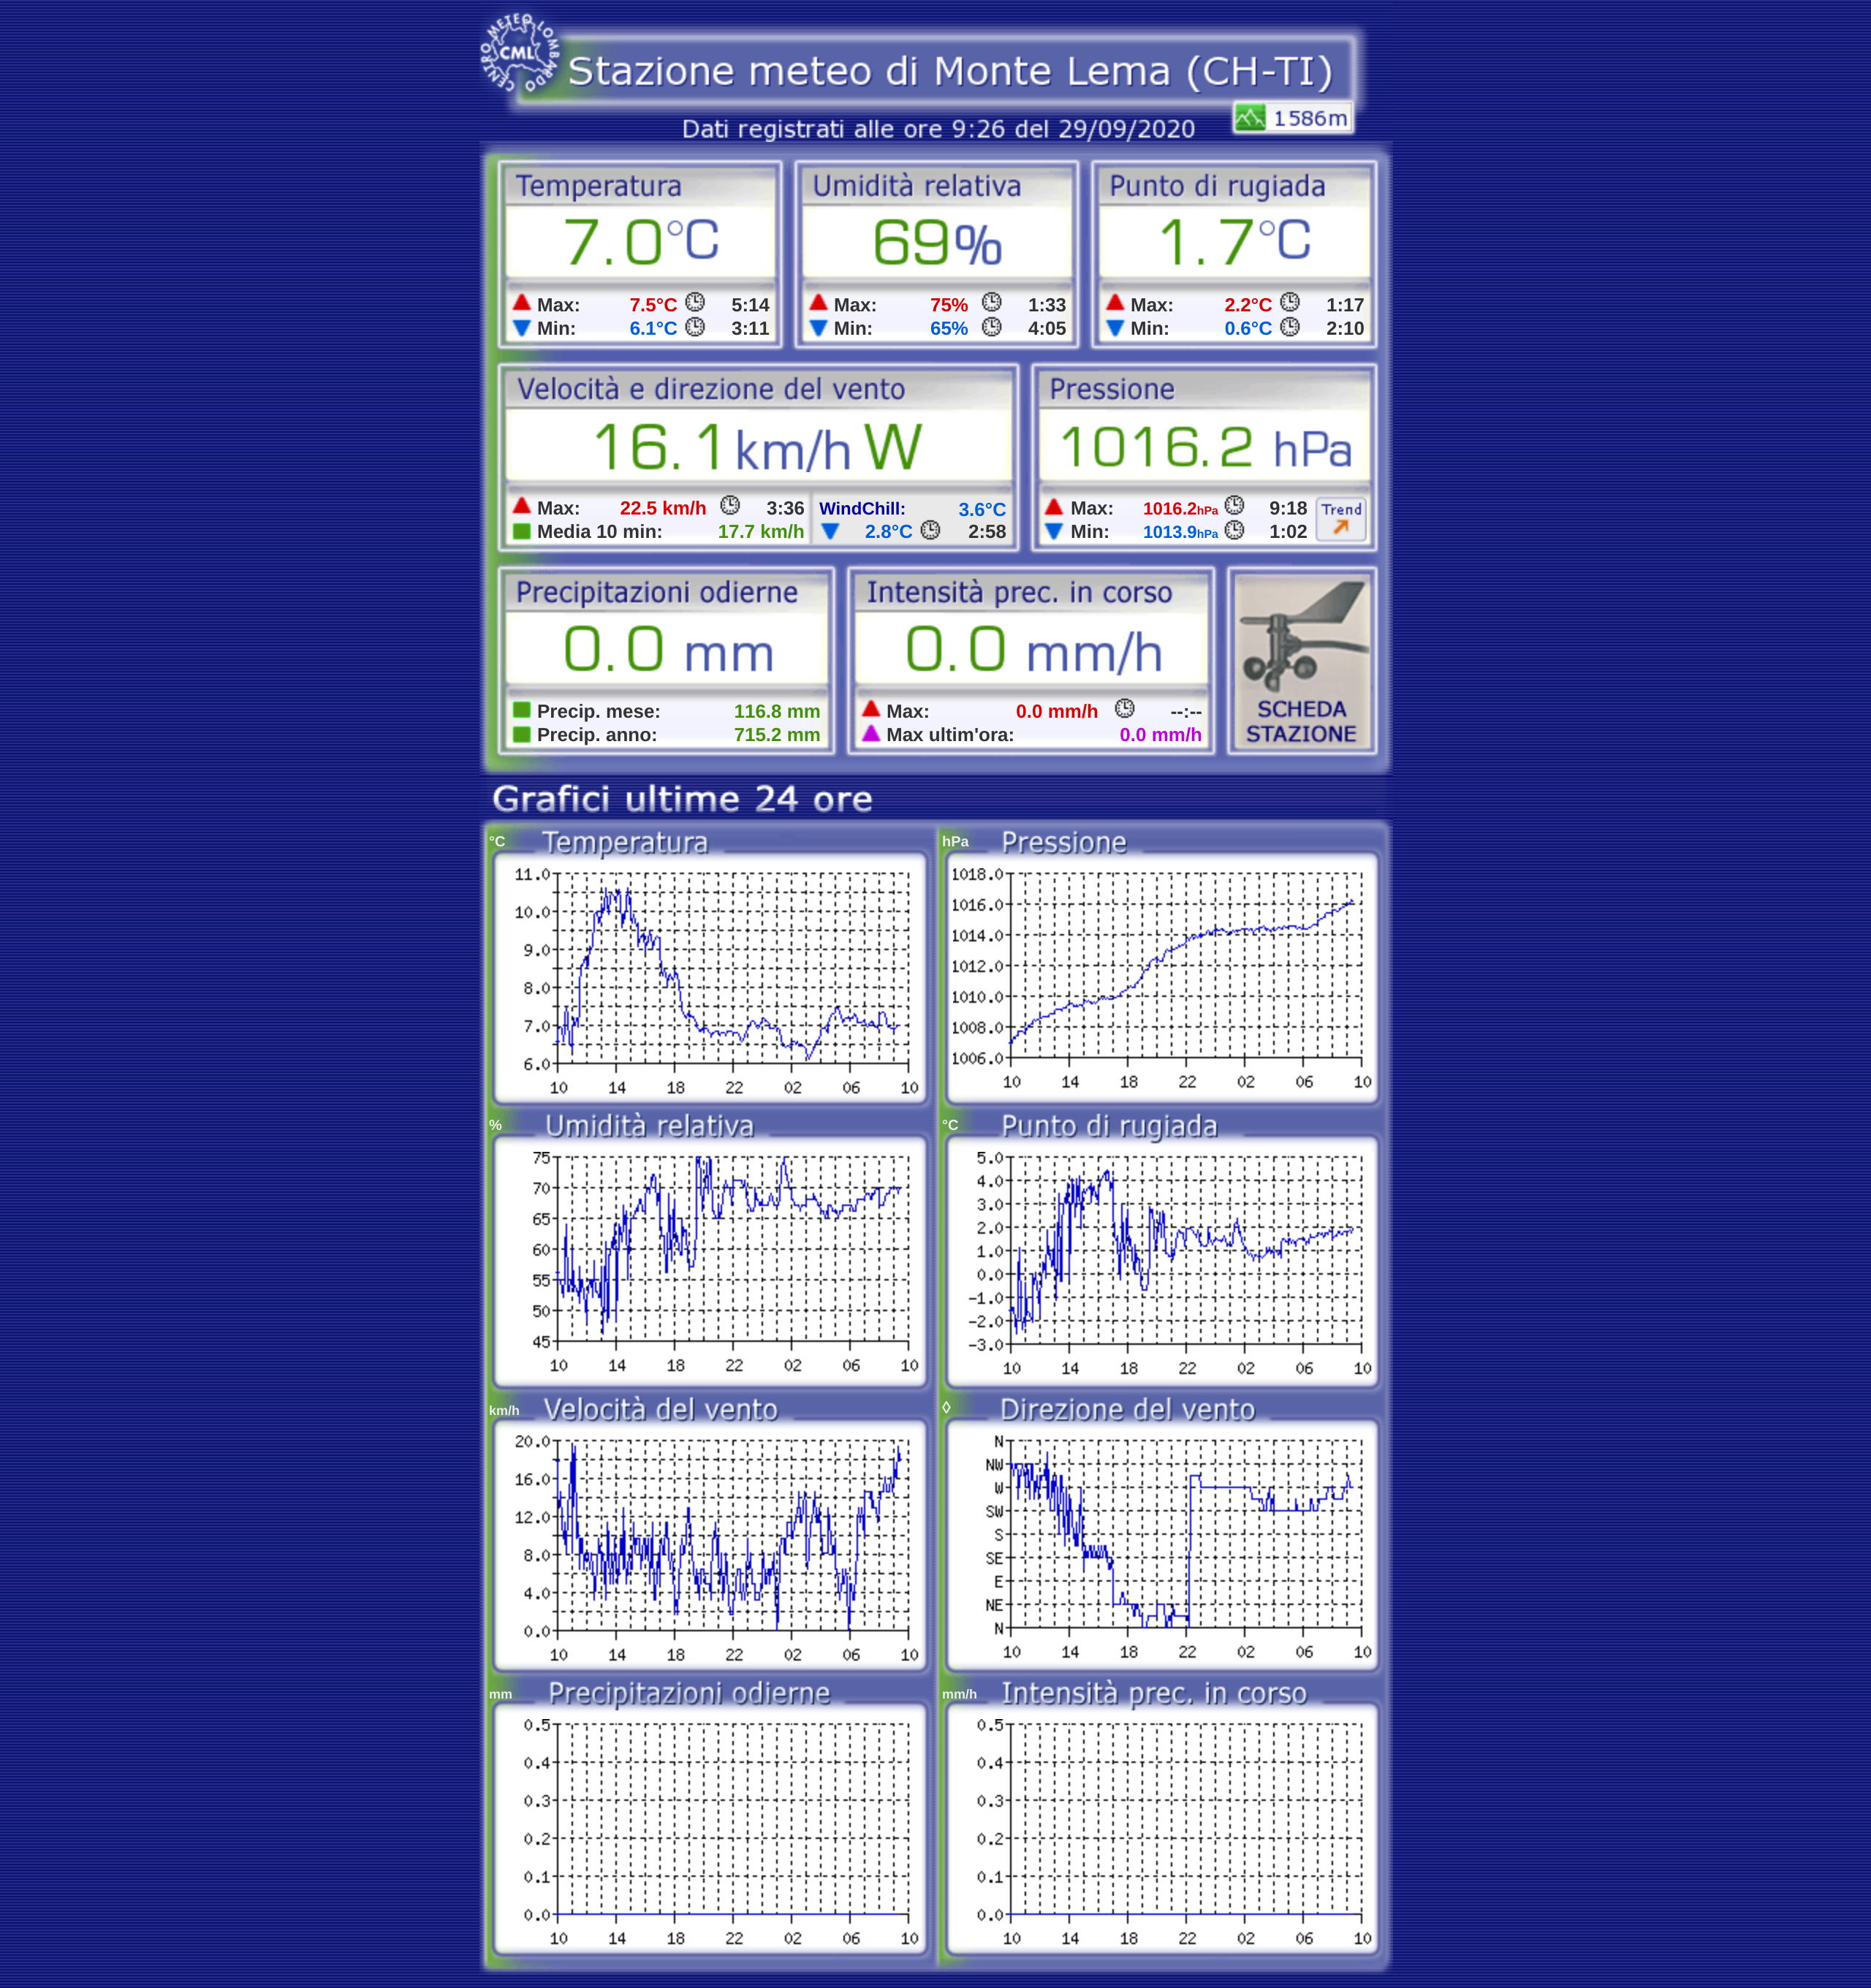 CENTRO METEO LOMBARDO
CML
Stazione meteo di Monte Lema (CH-TI)
1586m
Dati registrati alle ore 9:26 del 29/09/2020
Temperatura
7.0°C
Max: 7.5°C 5:14
Min: 6.1°C 3:11
Umidità relativa
69%
Max: 75% 1:33
Min: 65% 4:05
Punto di rugiada
1.7°C
Max: 2.2°C 1:17
Min: 0.6°C 2:10
Velocità e direzione del vento
16.1 km/h W
Max: 22.5 km/h 3:36
Media 10 min: 17.7 km/h
WindChill: 3.6°C
2.8°C 2:58
Pressione
1016.2 hPa
Max: 1016.2hPa 9:18
Min: 1013.9hPa 1:02
Trend
Precipitazioni odierne
0.0 mm
Precip. mese: 116.8 mm
Precip. anno: 715.2 mm
Intensità prec. in corso
0.0 mm/h
Max: 0.0 mm/h --:--
Max ultim'ora: 0.0 mm/h
SCHEDA
STAZIONE
Grafici ultime 24 ore
°C Temperatura
11.0
10.0
9.0
8.0
7.0
6.0
10 14 18 22 02 06 10
hPa Pressione
1018.0
1016.0
1014.0
1012.0
1010.0
1008.0
1006.0
10 14 18 22 02 06 10
% Umidità relativa
75
70
65
60
55
50
45
10 14 18 22 02 06 10
°C Punto di rugiada
5.0
4.0
3.0
2.0
1.0
0.0
-1.0
-2.0
-3.0
10 14 18 22 02 06 10
km/h Velocità del vento
20.0
16.0
12.0
8.0
4.0
0.0
10 14 18 22 02 06 10
◊ Direzione del vento
N
NW
W
SW
S
SE
E
NE
N
10 14 18 22 02 06 10
mm Precipitazioni odierne
0.5
0.4
0.3
0.2
0.1
0.0
10 14 18 22 02 06 10
mm/h Intensità prec. in corso
0.5
0.4
0.3
0.2
0.1
0.0
10 14 18 22 02 06 10